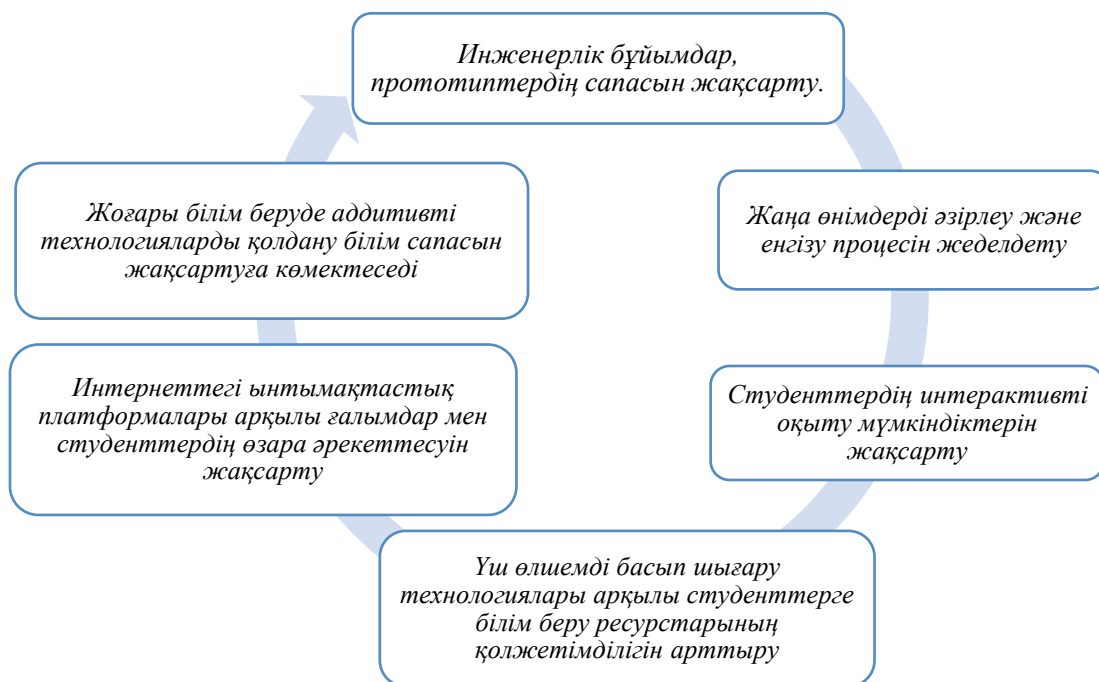 Инженерлік бұйымдар,
прототиптердің сапасын жақсарту.
Жаңа өнімдерді әзірлеу және
енгізу процесін жеделдету
Студенттердің интерактивті
оқыту мүмкіндіктерін
жақсарту
Үш өлшемді басып шығару
технологиялары арқылы студенттерге
білім беру ресурстарының
қолжетімділігін арттыру
Интернеттегі ынтымақтастық
платформалары арқылы ғалымдар мен
студенттердің өзара әрекеттесуін
жақсарту
Жоғары білім беруде аддитивті
технологияларды қолдану білім сапасын
жақсартуға көмектеседі